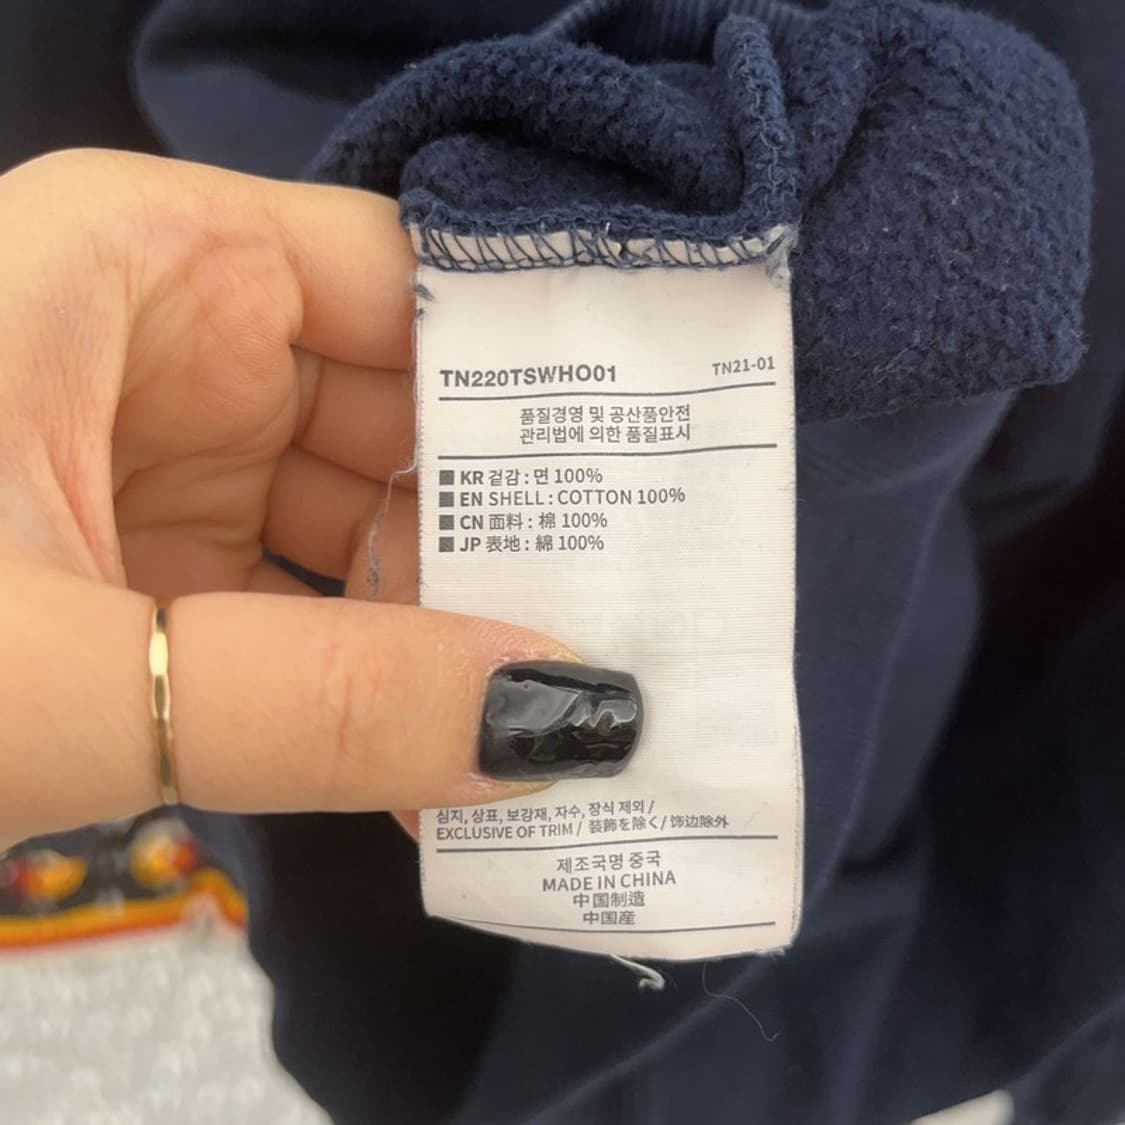 TN220TSWHO01 TN21-01
품질경영 및 공산품안전
관리법에 의한 품질표시
KR 겉감 : 면 100%
EN SHELL : COTTON 100%
CN 面料 : 棉 100%
JP 表地 : 綿 100%
심지, 상표, 보강재, 자수, 장식 제외 /
EXCLUSIVE OF TRIM / 装飾を除く / 饰边除外
제조국명 중국
MADE IN CHINA
中国制造
中国産